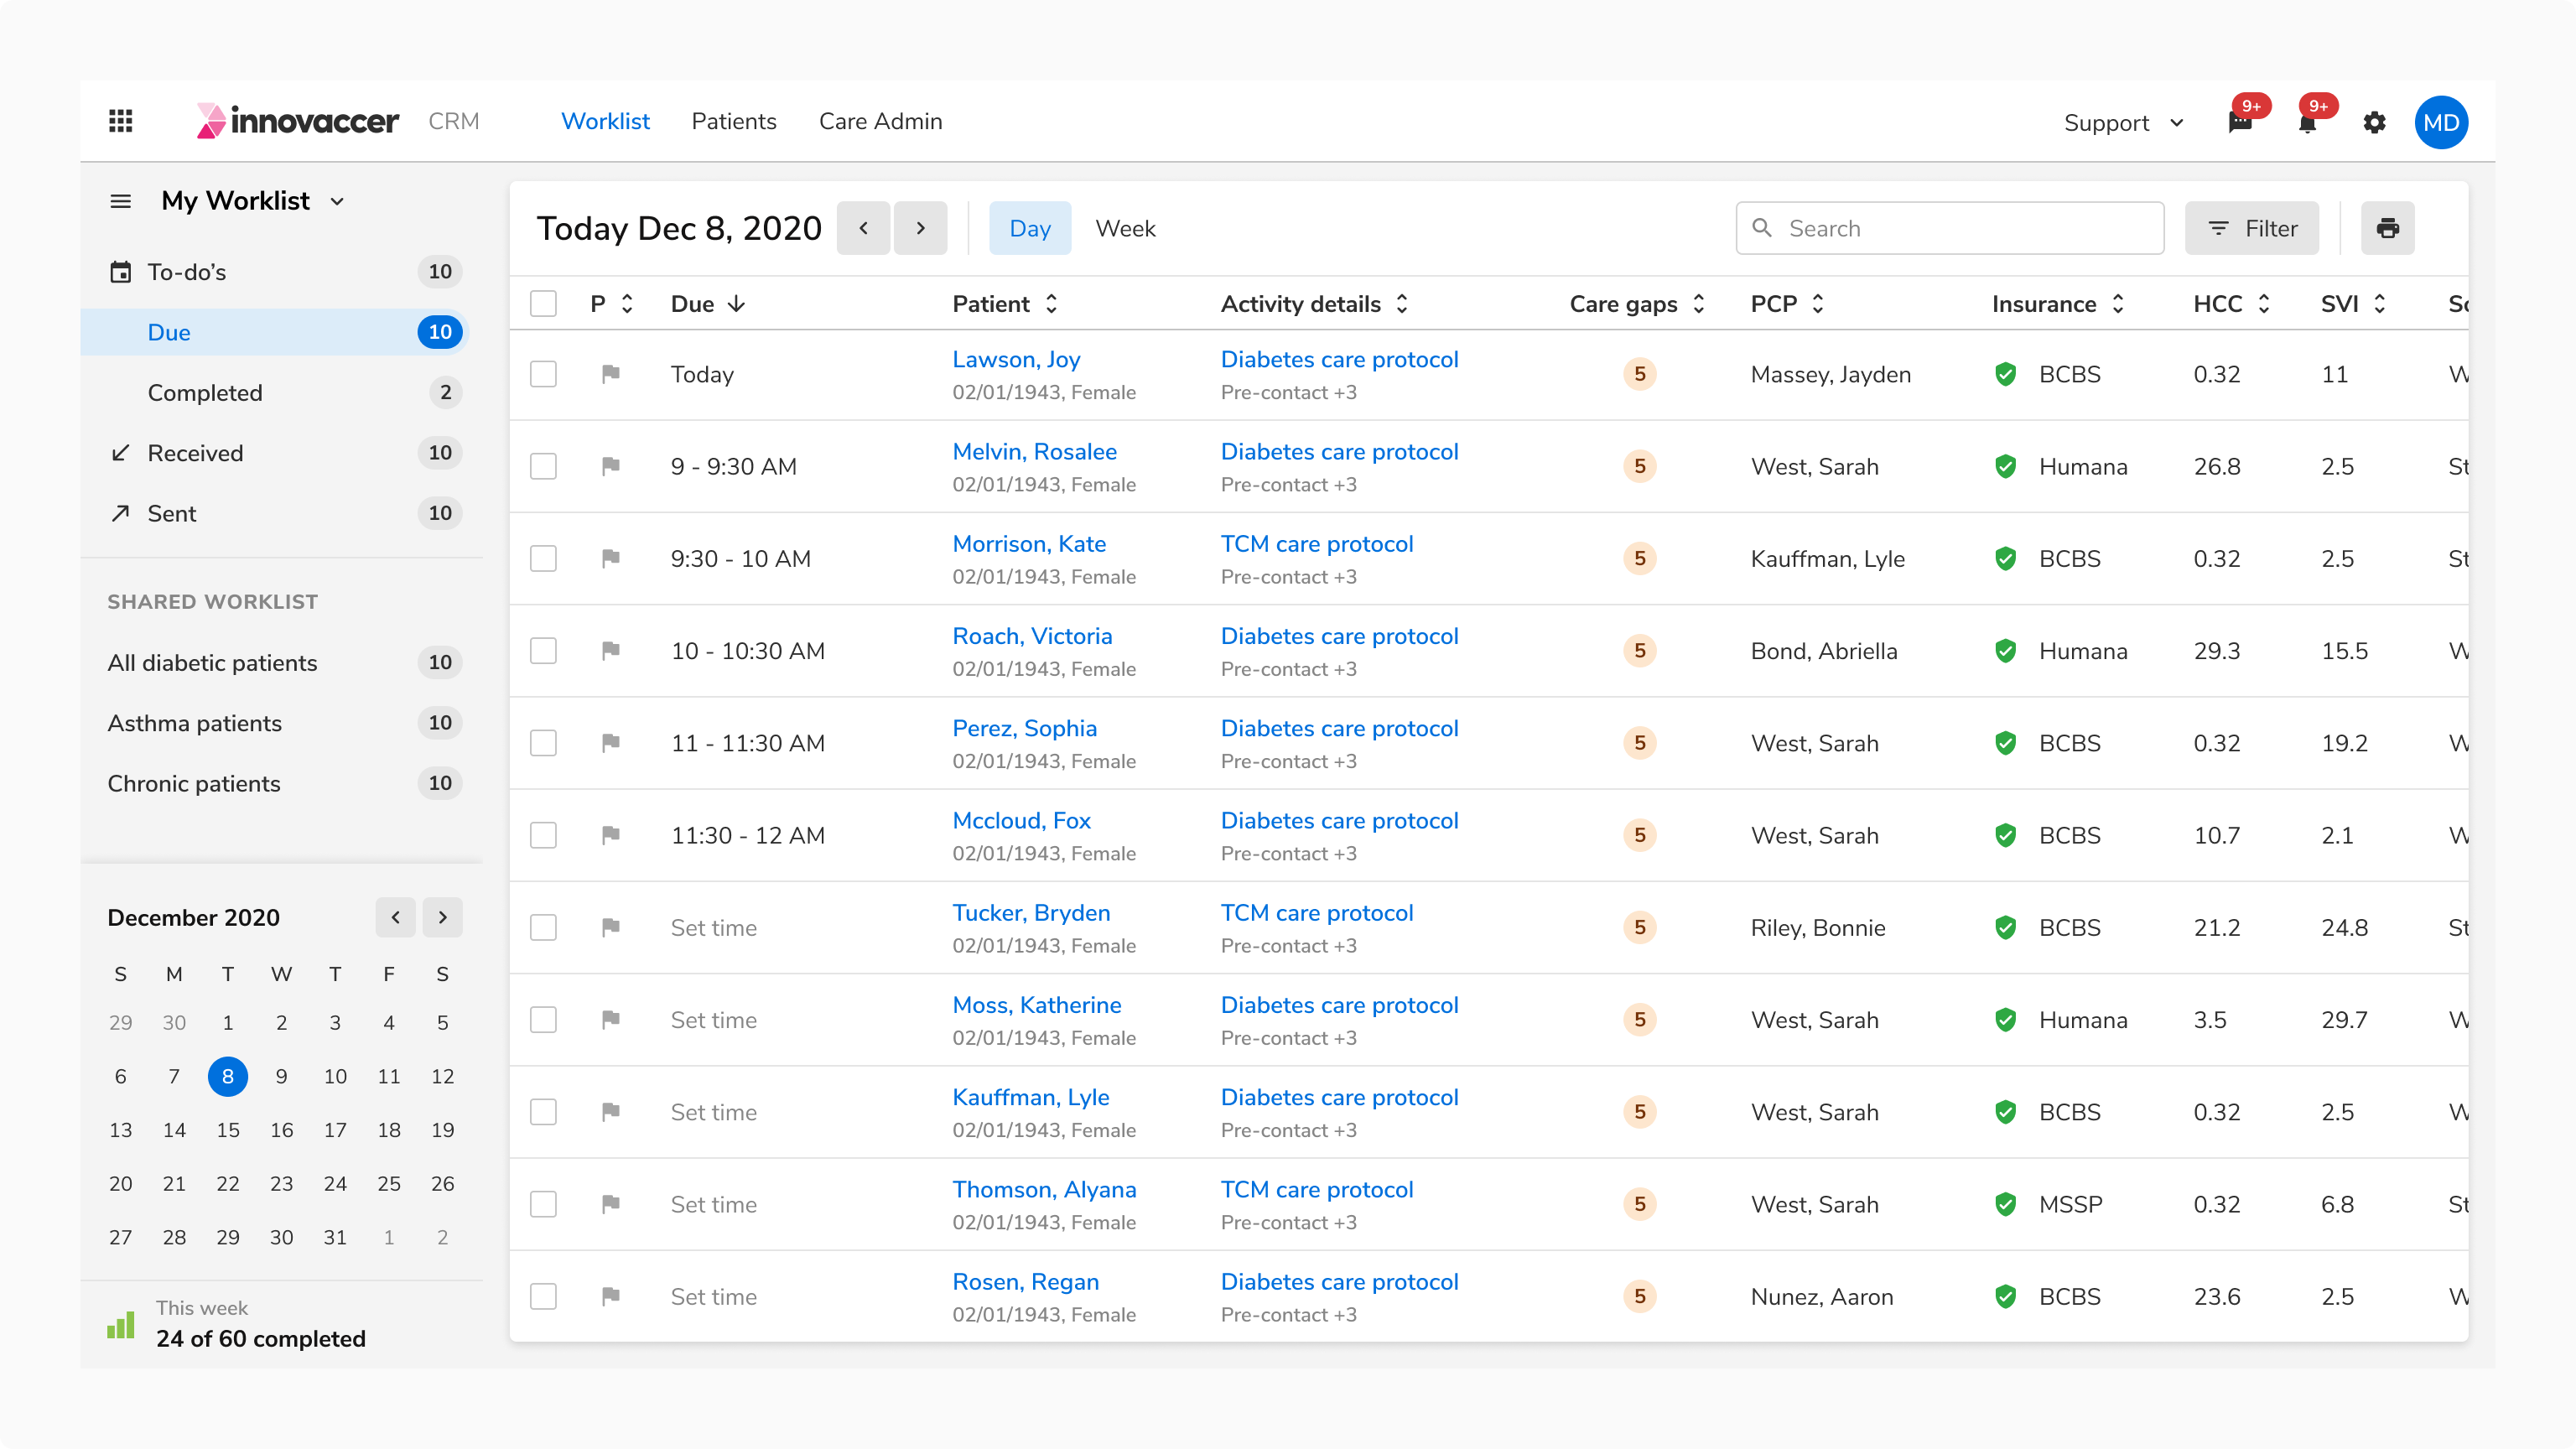 innovaccer CRM Worklist Patients Care Admin Support 9+ 9+ MD
My Worklist
To-do’s 10
Due 10
Completed 2
Received 10
Sent 10
SHARED WORKLIST
All diabetic patients 10
Asthma patients 10
Chronic patients 10
December 2020
S M T W T F S
29 30 1 2 3 4 5
6 7 8 9 10 11 12
13 14 15 16 17 18 19
20 21 22 23 24 25 26
27 28 29 30 31 1 2
This week
24 of 60 completed
Today Dec 8, 2020 Day Week Search Filter
P Due Patient Activity details Care gaps PCP Insurance HCC SVI
Today Lawson, Joy Diabetes care protocol 5 Massey, Jayden BCBS 0.32 11
02/01/1943, Female Pre-contact +3
9 - 9:30 AM Melvin, Rosalee Diabetes care protocol 5 West, Sarah Humana 26.8 2.5
02/01/1943, Female Pre-contact +3
9:30 - 10 AM Morrison, Kate TCM care protocol 5 Kauffman, Lyle BCBS 0.32 2.5
02/01/1943, Female Pre-contact +3
10 - 10:30 AM Roach, Victoria Diabetes care protocol 5 Bond, Abriella Humana 29.3 15.5
02/01/1943, Female Pre-contact +3
11 - 11:30 AM Perez, Sophia Diabetes care protocol 5 West, Sarah BCBS 0.32 19.2
02/01/1943, Female Pre-contact +3
11:30 - 12 AM Mccloud, Fox Diabetes care protocol 5 West, Sarah BCBS 10.7 2.1
02/01/1943, Female Pre-contact +3
Set time Tucker, Bryden TCM care protocol 5 Riley, Bonnie BCBS 21.2 24.8
02/01/1943, Female Pre-contact +3
Set time Moss, Katherine Diabetes care protocol 5 West, Sarah Humana 3.5 29.7
02/01/1943, Female Pre-contact +3
Set time Kauffman, Lyle Diabetes care protocol 5 West, Sarah BCBS 0.32 2.5
02/01/1943, Female Pre-contact +3
Set time Thomson, Alyana TCM care protocol 5 West, Sarah MSSP 0.32 6.8
02/01/1943, Female Pre-contact +3
Set time Rosen, Regan Diabetes care protocol 5 Nunez, Aaron BCBS 23.6 2.5
02/01/1943, Female Pre-contact +3